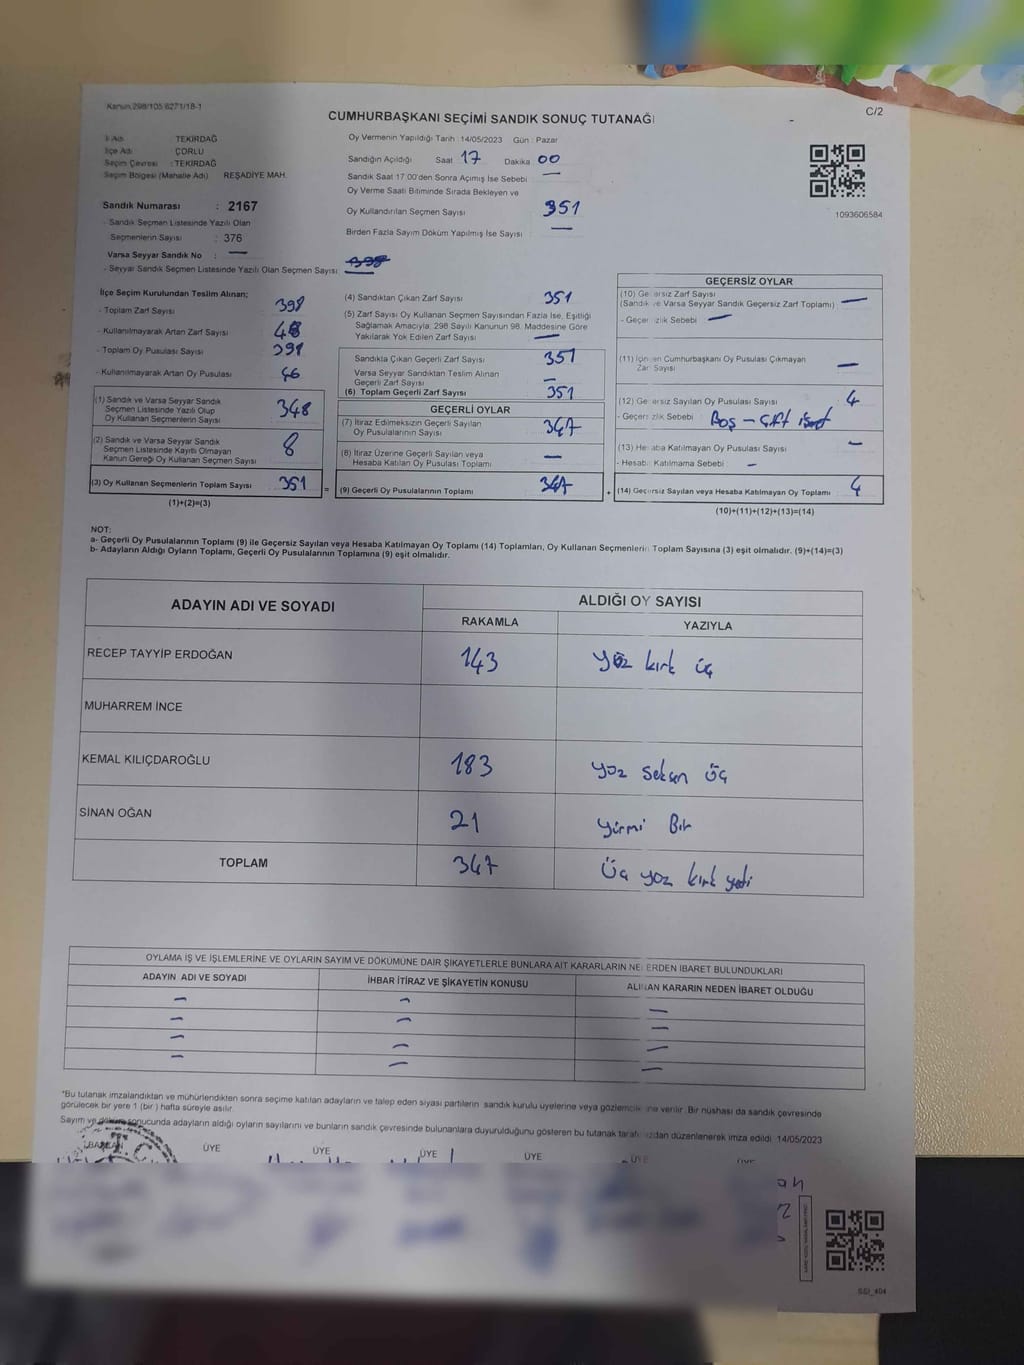 Kanun 298/105 6271/18-1
C/2
CUMHURBAŞKANI SEÇİMİ SANDIK SONUÇ TUTANAĞI
İl Adı : TEKİRDAĞ
İlçe Adı : ÇORLU
Seçim Çevresi : TEKİRDAĞ
Seçim Bölgesi (Mahalle Adı) REŞADİYE MAH.
Sandık Numarası : 2167
- Sandık Seçmen Listesinde Yazılı Olan
Seçmenlerin Sayısı : 376
Varsa Seyyar Sandık No : —
- Seyyar Sandık Seçmen Listesinde Yazılı Olan Seçmen Sayısı
Oy Vermenin Yapıldığı Tarih : 14/05/2023 Gün : Pazar
Sandığın Açıldığı Saat 17 Dakika 00
Sandık Saat 17.00'den Sonra Açımış İse Sebebi —
Oy Verme Saati Bitiminde Sırada Bekleyen ve
Oy Kullandırılan Seçmen Sayısı 351
Birden Fazla Sayım Döküm Yapılmış İse Sayısı —
1093606584
İlçe Seçim Kurulundan Teslim Alınan;
- Toplam Zarf Sayısı 398
- Kullanılmayarak Artan Zarf Sayısı
- Toplam Oy Pusulası Sayısı
- Kullanılmayarak Artan Oy Pusulası 46
(1) Sandık ve Varsa Seyyar Sandık
Seçmen Listesinde Yazılı Olup
Oy Kullanan Seçmenlerin Sayısı 348
(2) Sandık ve Varsa Seyyar Sandık
Seçmen Listesinde Kayıtlı Olmayan
Kanun Gereği Oy Kullanan Seçmen Sayısı 8
(3) Oy Kullanan Seçmenlerin Toplam Sayısı 351
(1)+(2)=(3)
(4) Sandıktan Çıkan Zarf Sayısı 351
(5) Zarf Sayısı Oy Kullanan Seçmen Sayısından Fazla İse, Eşitliği
Sağlamak Amacıyla; 298 Sayılı Kanunun 98. Maddesine Göre
Yakılarak Yok Edilen Zarf Sayısı —
Sandıkta Çıkan Geçerli Zarf Sayısı 351
Varsa Seyyar Sandıktan Teslim Alınan
Geçerli Zarf Sayısı —
(6) Toplam Geçerli Zarf Sayısı 351
GEÇERLİ OYLAR
(7) İtiraz Edilmeksizin Geçerli Sayılan
Oy Pusulalarının Sayısı 347
(8) İtiraz Üzerine Geçerli Sayılan veya
Hesaba Katılan Oy Pusulası Toplamı —
= (9) Geçerli Oy Pusulalarının Toplamı 347
GEÇERSİZ OYLAR
(10) Geçersiz Zarf Sayısı
(Sandık ve Varsa Seyyar Sandık Geçersiz Zarf Toplamı) —
- Geçersizlik Sebebi : —
(11) İçinden Cumhurbaşkanı Oy Pusulası Çıkmayan
Zarf Sayısı —
(12) Geçersiz Sayılan Oy Pusulası Sayısı 4
- Geçersizlik Sebebi : Boş - Çift
(13) Hesaba Katılmayan Oy Pusulası Sayısı —
- Hesaba Katılmama Sebebi : —
+ (14) Geçersiz Sayılan veya Hesaba Katılmayan Oy Toplamı 4
(10)+(11)+(12)+(13)=(14)
NOT:
a- Geçerli Oy Pusulalarının Toplamı (9) ile Geçersiz Sayılan veya Hesaba Katılmayan Oy Toplamı (14) Toplamları, Oy Kullanan Seçmenlerin Toplam Sayısına (3) eşit olmalıdır. (9)+(14)=(3)
b- Adayların Aldığı Oyların Toplamı, Geçerli Oy Pusulalarının Toplamına (9) eşit olmalıdır.
ADAYIN ADI VE SOYADI
ALDIĞI OY SAYISI
RAKAMLA YAZIYLA
RECEP TAYYİP ERDOĞAN 143 yüz kırk üç
MUHARREM İNCE
KEMAL KILIÇDAROĞLU 183 yüz seksen üç
SİNAN OĞAN 21 yirmi Bir
TOPLAM 347 Üç yüz kırk yedi
OYLAMA İŞ VE İŞLEMLERİNE VE OYLARIN SAYIM VE DÖKÜMÜNE DAİR ŞİKAYETLERLE BUNLARA AİT KARARLARIN NELERDEN İBARET BULUNDUKLARI
ADAYIN ADI VE SOYADI İHBAR İTİRAZ VE ŞİKAYETİN KONUSU ALINAN KARARIN NEDEN İBARET OLDUĞU
— — —
— — —
— — —
— — —
*Bu tutanak imzalandıktan ve mühürlendikten sonra seçime katılan adayların ve talep eden siyasi partilerin sandık kurulu üyelerine veya gözlemcilerine verilir. Bir nüshası da sandık çevresinde
görülecek bir yere 1 (bir ) hafta süreyle asılır.
Sayım ve döküm sonucunda adayların aldığı oyların sayılarını ve bunların sandık çevresinde bulunanlara duyurulduğunu gösteren bu tutanak tarafımızdan düzenlenerek imza edildi. 14/05/2023
BAŞKAN ÜYE ÜYE ÜYE ÜYE ÜYE ÜYE
T.C.